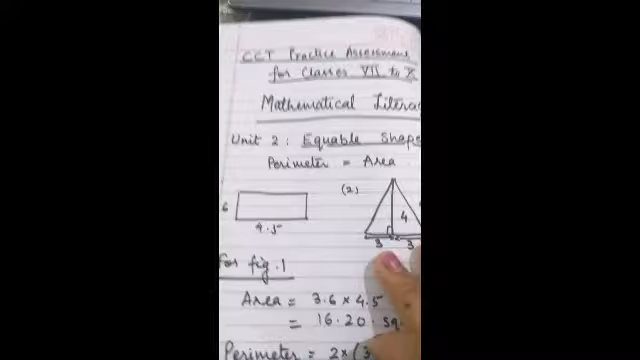 CCT Practice Assessment
for Classes VII to X
Mathematical Litera
Unit 2: Equable Shape
Perimeter = Area
6
4.5
(2)
4
3 3
for fig.1
Area = 3.6 x 4.5
= 16.20 sq.
Perimeter = 2x(3